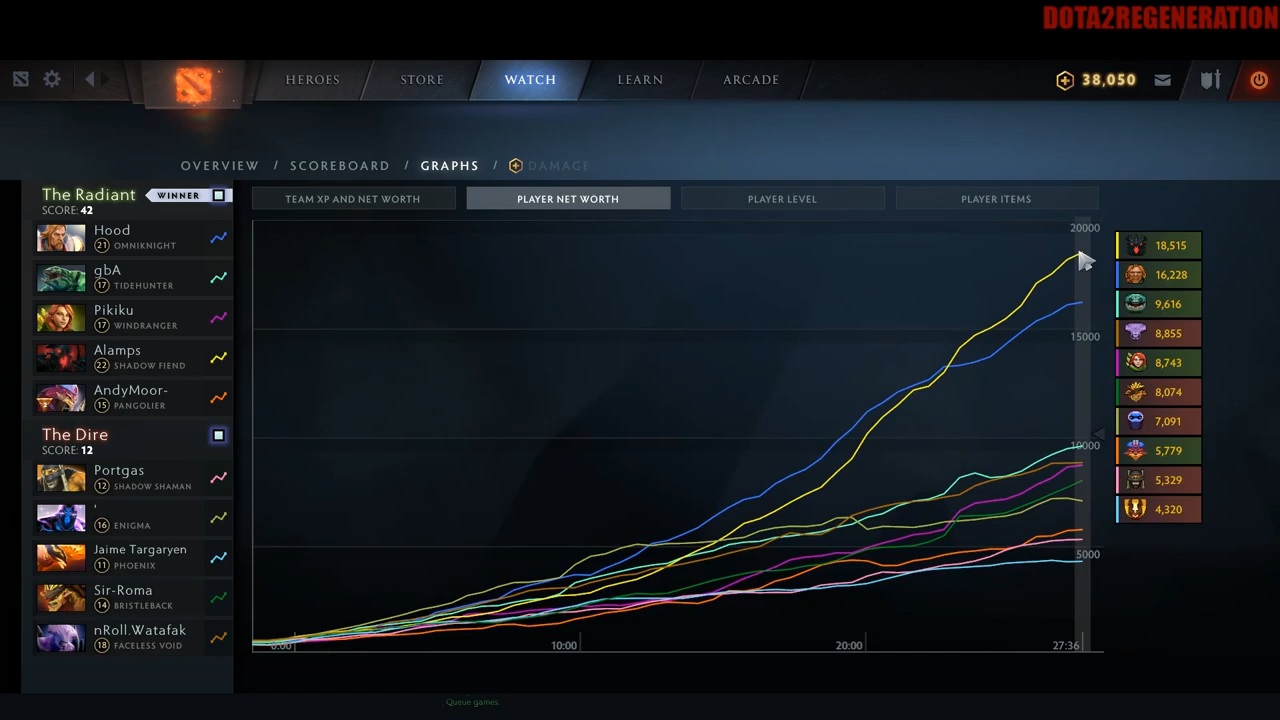 DOTA2REGENERATION
HEROES
STORE
WATCH
LEARN
ARCADE
38,050
OVERVIEW / SCOREBOARD / GRAPHS / DAMAGE
The Radiant
WINNER
SCORE: 42
Hood
21 OMNIKNIGHT
gbA
17 TIDEHUNTER
Pikiku
17 WINDRANGER
Alamps
22 SHADOW FIEND
AndyMoor-
15 PANGOLIER
The Dire
SCORE: 12
Portgas
12 SHADOW SHAMAN
'
16 ENIGMA
Jaime Targaryen
11 PHOENIX
Sir-Roma
14 BRISTLEBACK
nRoll.Watafak
18 FACELESS VOID
TEAM XP AND NET WORTH
PLAYER NET WORTH
PLAYER LEVEL
PLAYER ITEMS
20000
15000
10000
5000
0:00
10:00
20:00
27:36
18,515
16,228
9,616
8,855
8,743
8,074
7,091
5,779
5,329
4,320
Queue games.